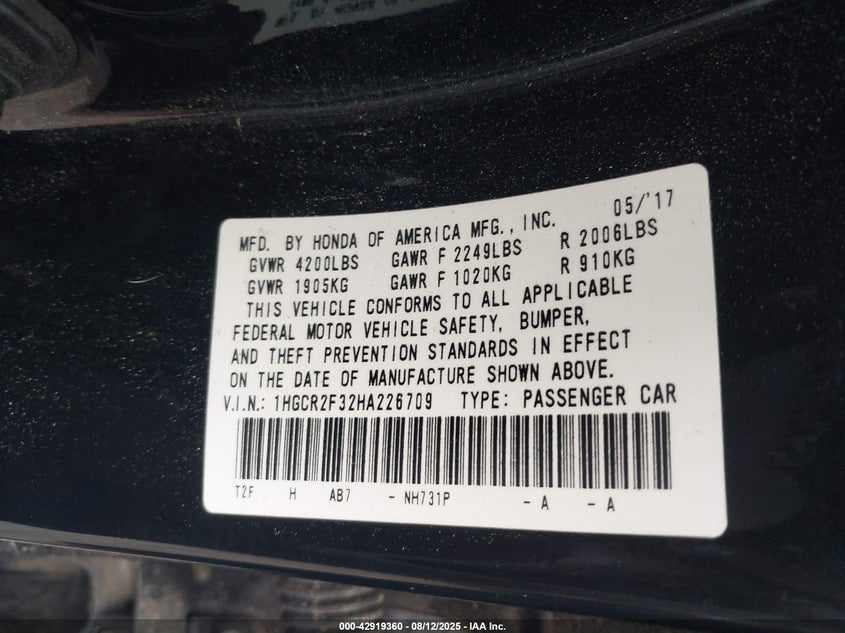 MFD. BY HONDA OF AMERICA MFG., INC. 05/'17
GVWR 4200LBS GAWR F 2249LBS R 2006LBS
GVWR 1905KG GAWR F 1020KG R 910KG
THIS VEHICLE CONFORMS TO ALL APPLICABLE
FEDERAL MOTOR VEHICLE SAFETY, BUMPER,
AND THEFT PREVENTION STANDARDS IN EFFECT
ON THE DATE OF MANUFACTURE SHOWN ABOVE.
V.I.N.: 1HGCR2F32HA226709 TYPE: PASSENGER CAR
T2F H AB7 - NH731P - A - A
000-42919360 - 08/12/2025 - IAA Inc.